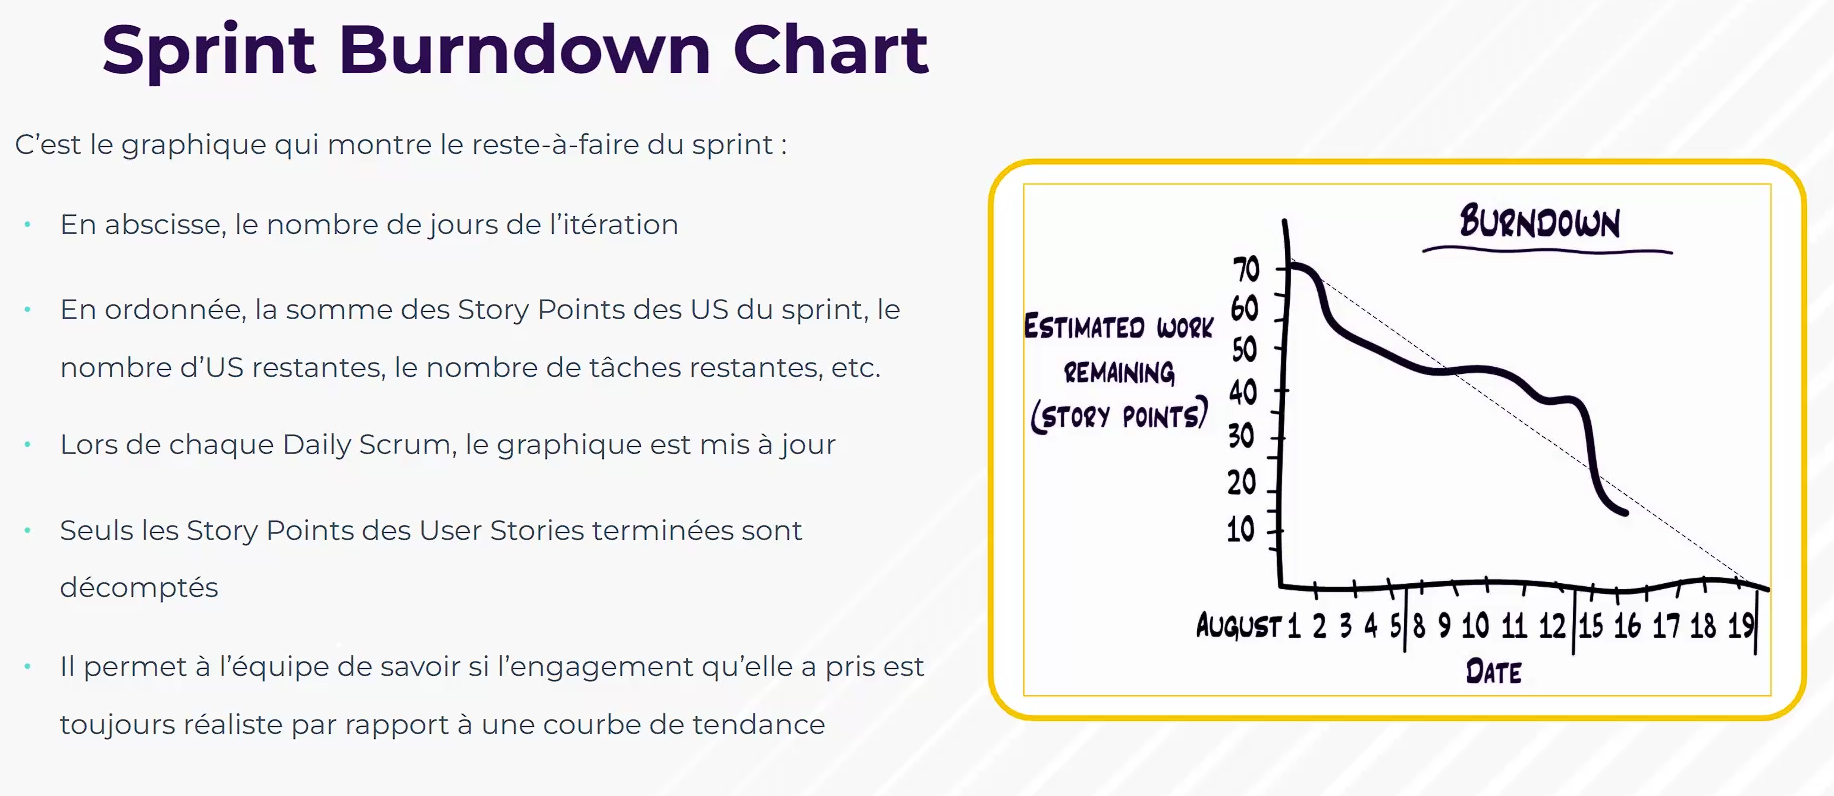 Sprint Burndown Chart
C’est le graphique qui montre le reste-à-faire du sprint :
• En abscisse, le nombre de jours de l’itération
• En ordonnée, la somme des Story Points des US du sprint, le
nombre d’US restantes, le nombre de tâches restantes, etc.
• Lors de chaque Daily Scrum, le graphique est mis à jour
• Seuls les Story Points des User Stories terminées sont
décomptés
• Il permet à l’équipe de savoir si l’engagement qu’elle a pris est
toujours réaliste par rapport à une courbe de tendance
BURNDOWN
ESTIMATED WORK
REMAINING
(STORY POINTS)
70
60
50
40
30
20
10
AUGUST 1 2 3 4 5 8 9 10 11 12 15 16 17 18 19
DATE